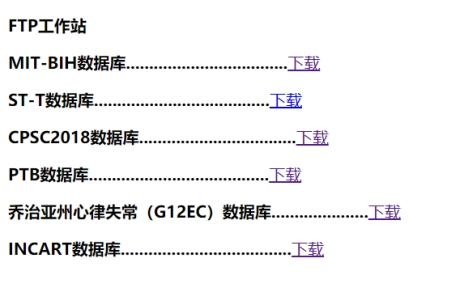 FTP工作站
MIT-BIH数据库...................................下载
ST-T数据库......................................下载
CPSC2018数据库..................................下载
PTB数据库.......................................下载
乔治亚州心律失常（G12EC）数据库.....................下载
INCART数据库.....................................下载